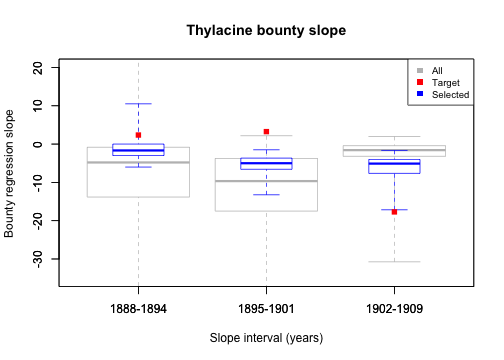 Thylacine bounty slope
All
Target
Selected
20
10
0
-10
-20
-30
Bounty regression slope
1888-1894
1895-1901
1902-1909
Slope interval (years)